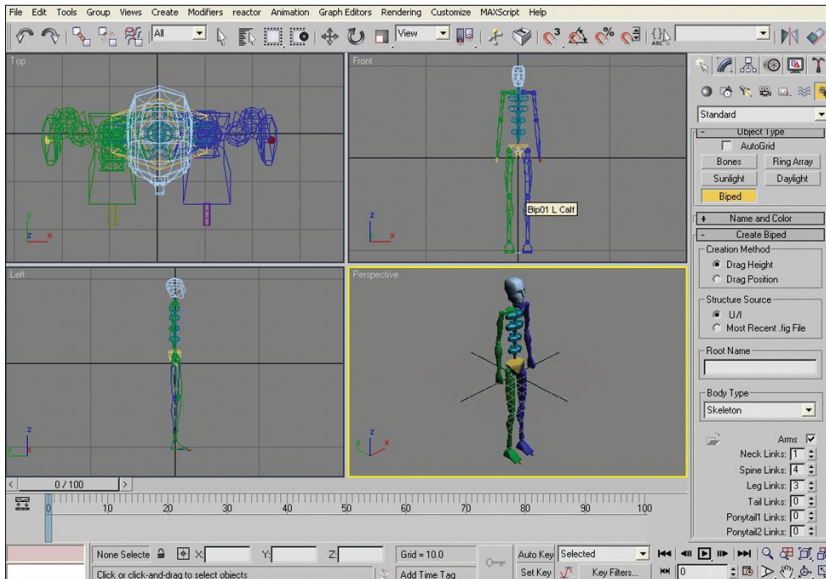 File Edit Tools Group Views Create Modifiers reactor Animation Graph Editors Rendering Customize MAXScript Help
All
View
ABC
Top
Front
Standard
Object Type
AutoGrid
Bones Ring Array
Sunlight Daylight
Biped
Name and Color
Create Biped
Creation Method
Drag Height
Drag Position
Structure Source
U/I
Most Recent .fig File
Root Name
Body Type
Skeleton
Arms
Neck Links: 1
Spine Links: 4
Leg Links: 3
Tail Links: 0
Ponytail1 Links: 0
Ponytail2 Links: 0
y
z x
z
x
Bip01 L Calf
Left
Perspective
z
y x
z
y x
< 0 / 100 >
0 10 20 30 40 50 60 70 80 90 100
None Selecte X: Y: Z: Grid = 10.0 Auto Key Selected
Click or click-and-drag to select objects Add Time Tag Set Key Key Filters... 0